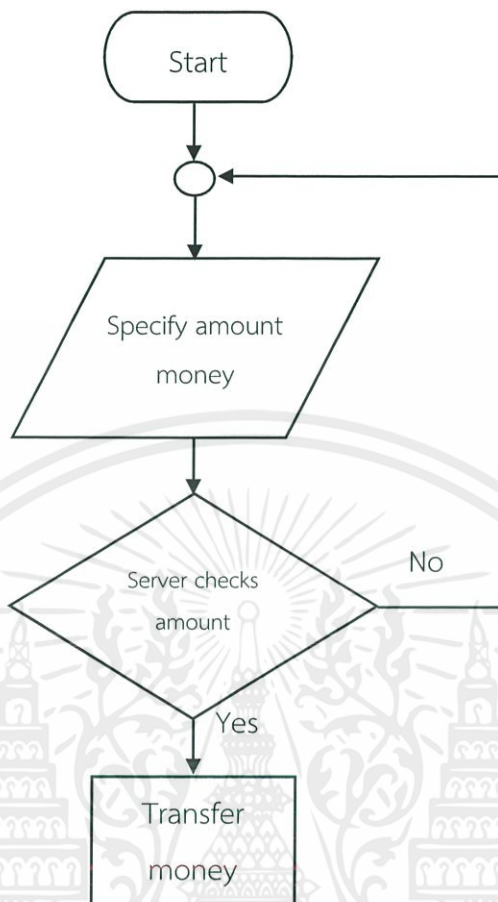 Start
Specify amount
money
Server checks
amount
No
Yes
Transfer
money